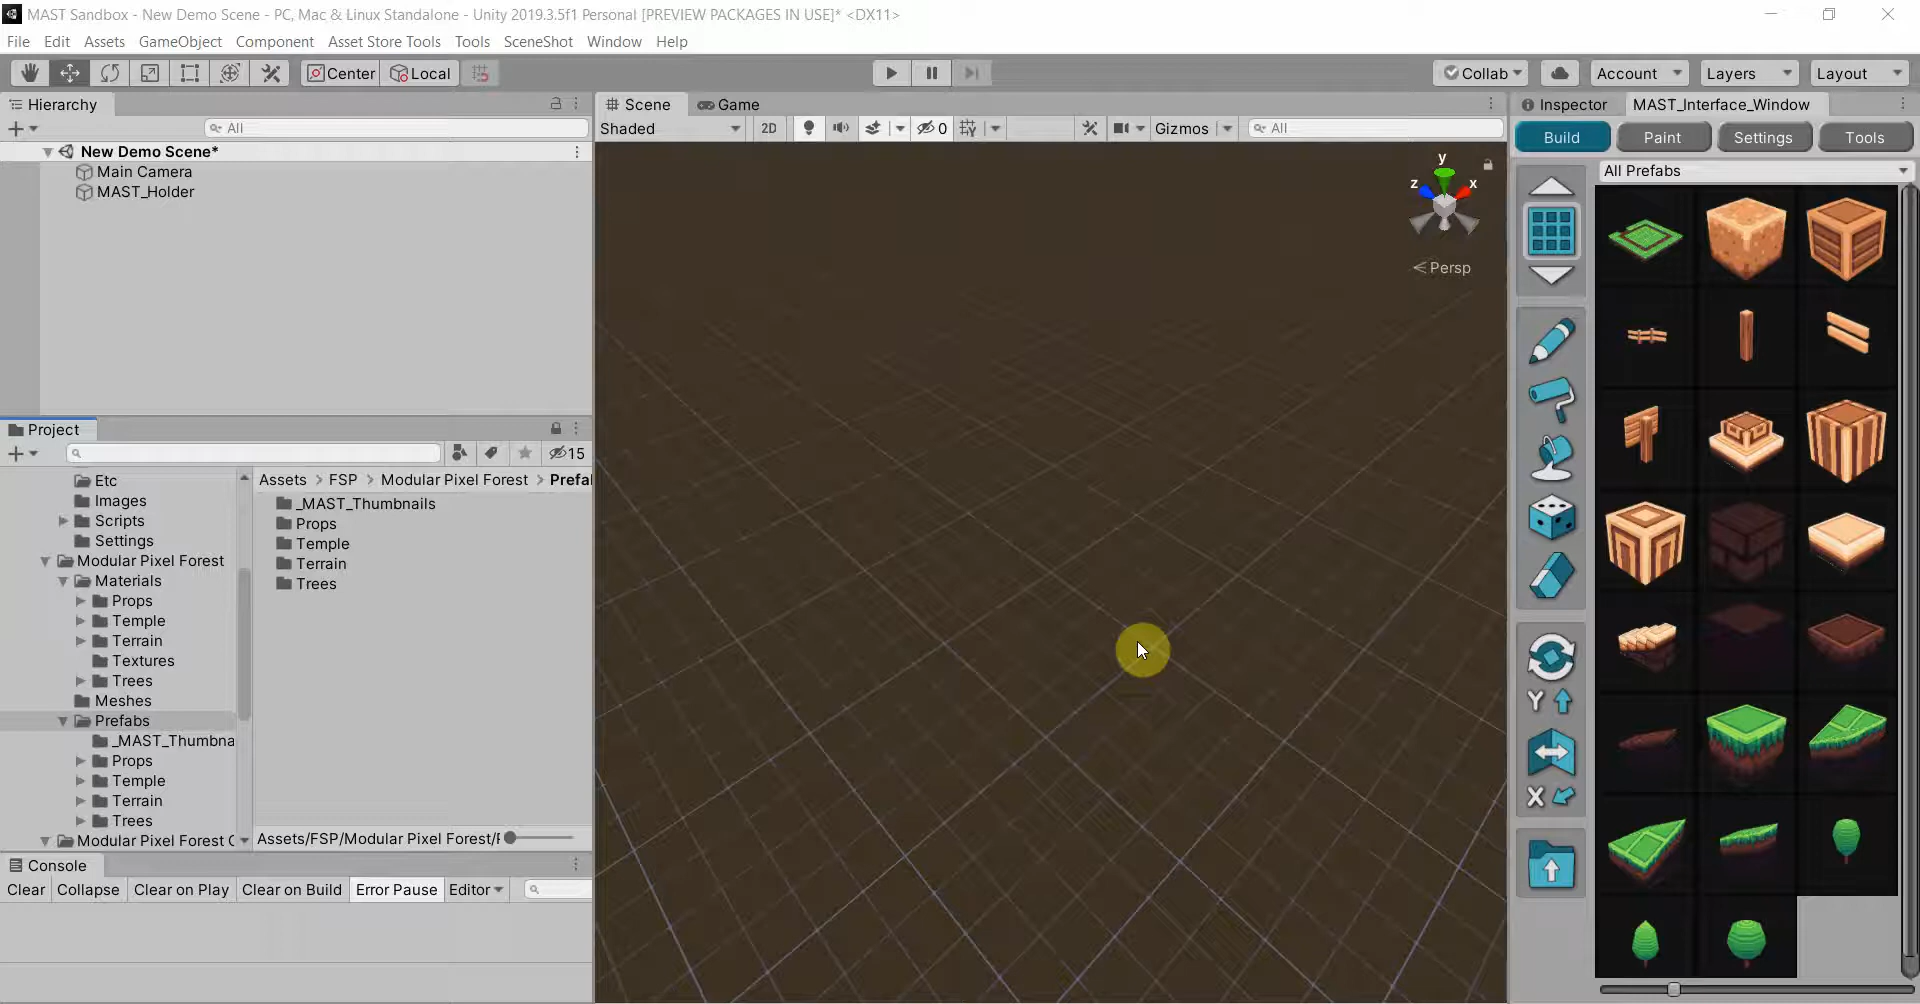 MAST Sandbox - New Demo Scene - PC, Mac & Linux Standalone - Unity 2019.3.5f1 Personal [PREVIEW PACKAGES IN USE]* <DX11>
File Edit Assets GameObject Component Asset Store Tools Tools SceneShot Window Help
Center Local Collab Account Layers Layout
Hierarchy
All
New Demo Scene*
Main Camera
MAST_Holder
Project
15
Etc
Images
Scripts
Settings
Modular Pixel Forest
Materials
Props
Temple
Terrain
Textures
Trees
Meshes
Prefabs
_MAST_Thumbna
Props
Temple
Terrain
Trees
Modular Pixel Forest C
Assets > FSP > Modular Pixel Forest > Prefal
_MAST_Thumbnails
Props
Temple
Terrain
Trees
Assets/FSP/Modular Pixel Forest/F
Console
Clear Collapse Clear on Play Clear on Build Error Pause Editor
Scene Game
Shaded 2D 0 Gizmos All
y
z x
Persp
Inspector MAST_Interface_Window
Build Paint Settings Tools
All Prefabs
Y
X